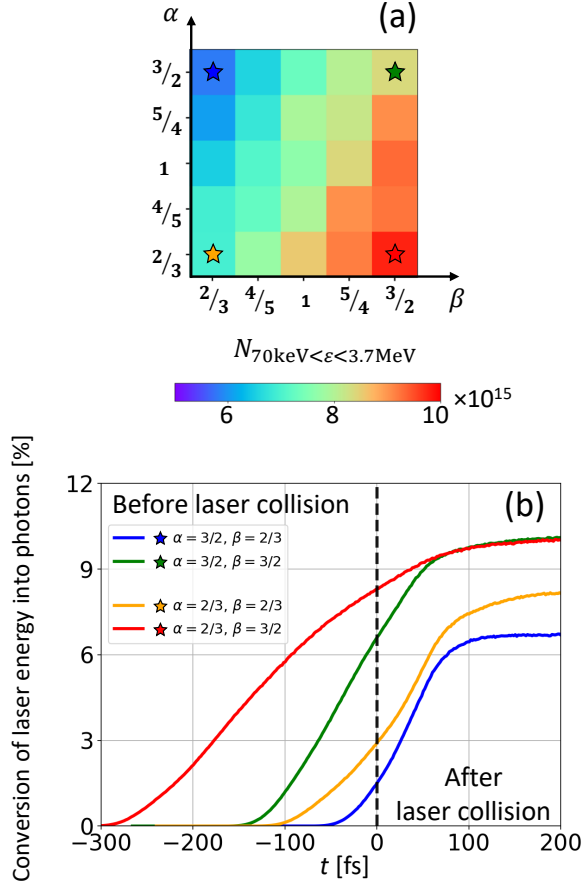 α
(a)
3/2
5/4
1
4/5
2/3
2/3 4/5 1 5/4 3/2 β
N70keV<ε<3.7MeV
×10¹⁵
6 8 10
Conversion of laser energy into photons [%]
12
9
6
3
0
Before laser collision (b)
α = 3/2, β = 2/3
α = 3/2, β = 3/2
α = 2/3, β = 2/3
α = 2/3, β = 3/2
After
laser collision
−300 −200 −100 0 100 200
t [fs]